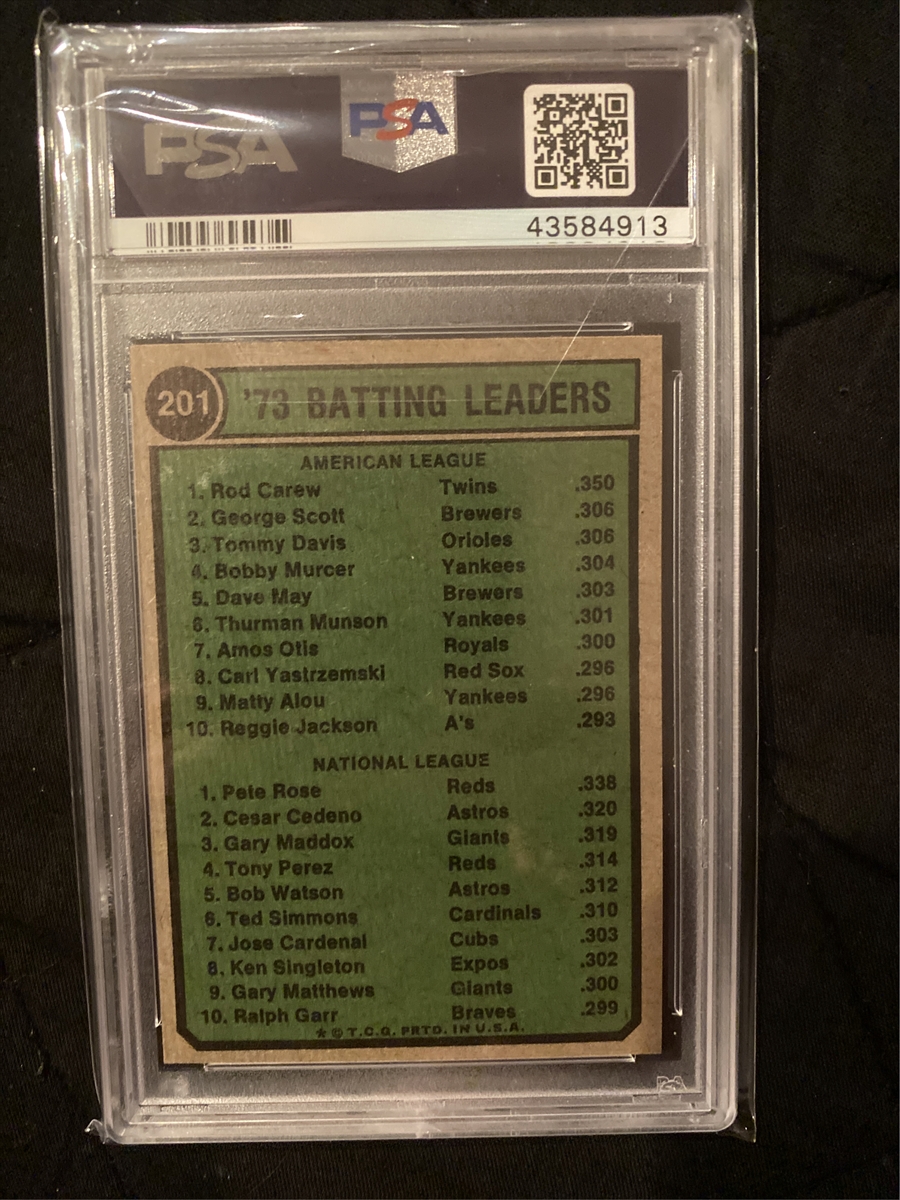 PSA PSA
43584913
201 '73 BATTING LEADERS
AMERICAN LEAGUE
1. Rod Carew Twins .350
2. George Scott Brewers .306
3. Tommy Davis Orioles .306
4. Bobby Murcer Yankees .304
5. Dave May Brewers .303
6. Thurman Munson Yankees .301
7. Amos Otis Royals .300
8. Carl Yastrzemski Red Sox .296
9. Matty Alou Yankees .296
10. Reggie Jackson A's .293
NATIONAL LEAGUE
1. Pete Rose Reds .338
2. Cesar Cedeno Astros .320
3. Gary Maddox Giants .319
4. Tony Perez Reds .314
5. Bob Watson Astros .312
6. Ted Simmons Cardinals .310
7. Jose Cardenal Cubs .303
8. Ken Singleton Expos .302
9. Gary Matthews Giants .300
10. Ralph Garr Braves .299
* © T.C.G. PRTD. IN U.S.A.